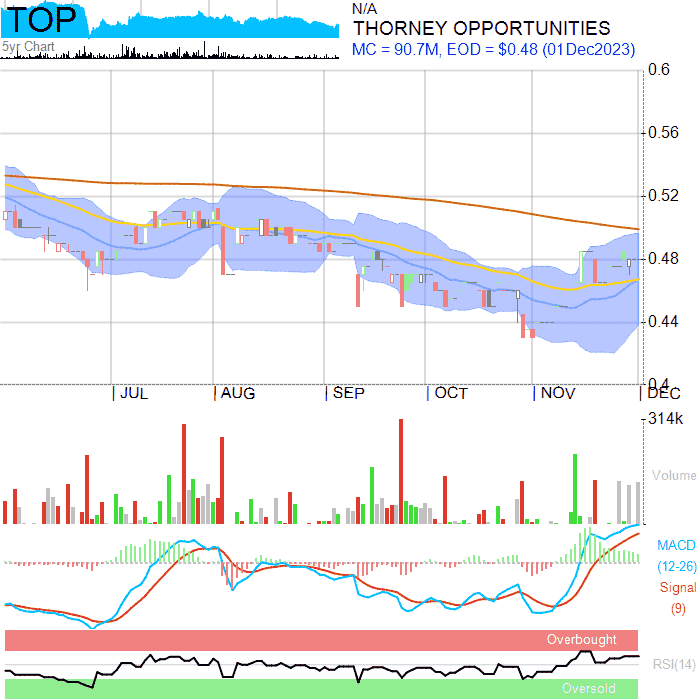 TOP
5yr Chart
N/A
THORNEY OPPORTUNITIES
MC = 90.7M, EOD = $0.48 (01Dec2023)
0.6
0.56
0.52
0.48
0.44
0.4
JUL AUG SEP OCT NOV DEC
314k
Volume
MACD
(12-26)
Signal
(9)
Overbought
RSI(14)
Oversold